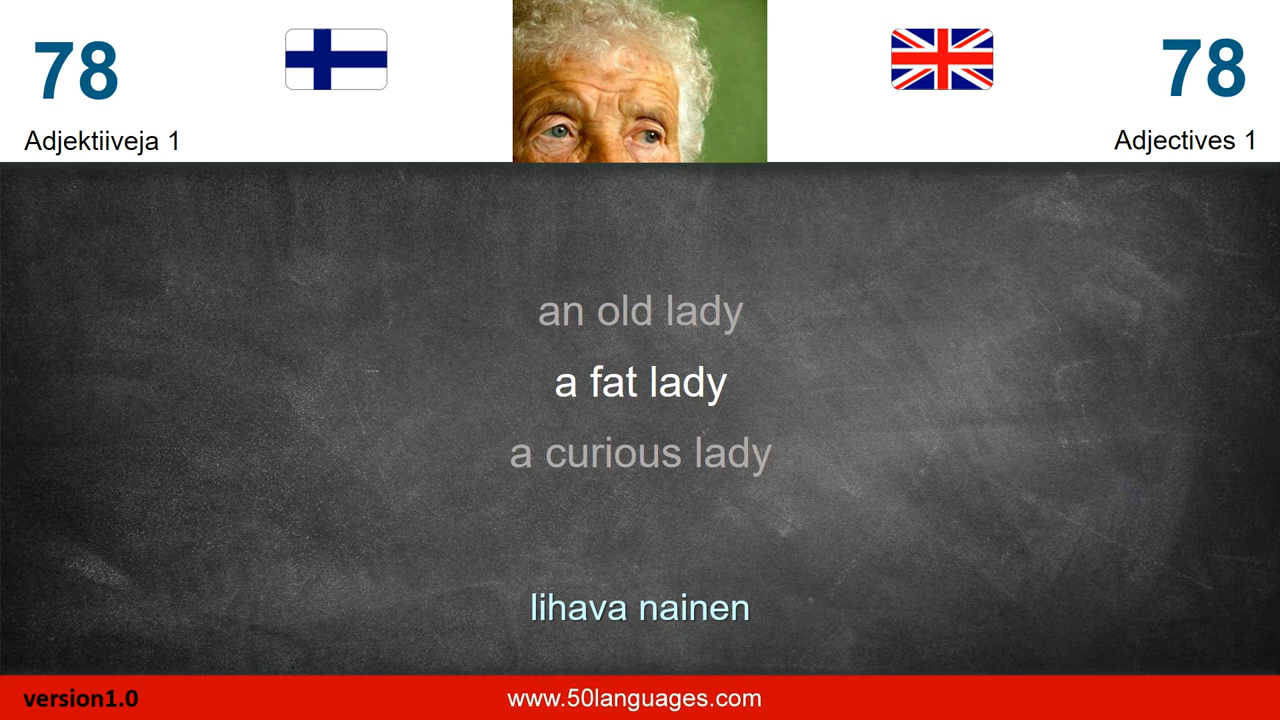 78
78
Adjektiiveja 1
Adjectives 1
an old lady
a fat lady
a curious lady
lihava nainen
version1.0
www.50languages.com